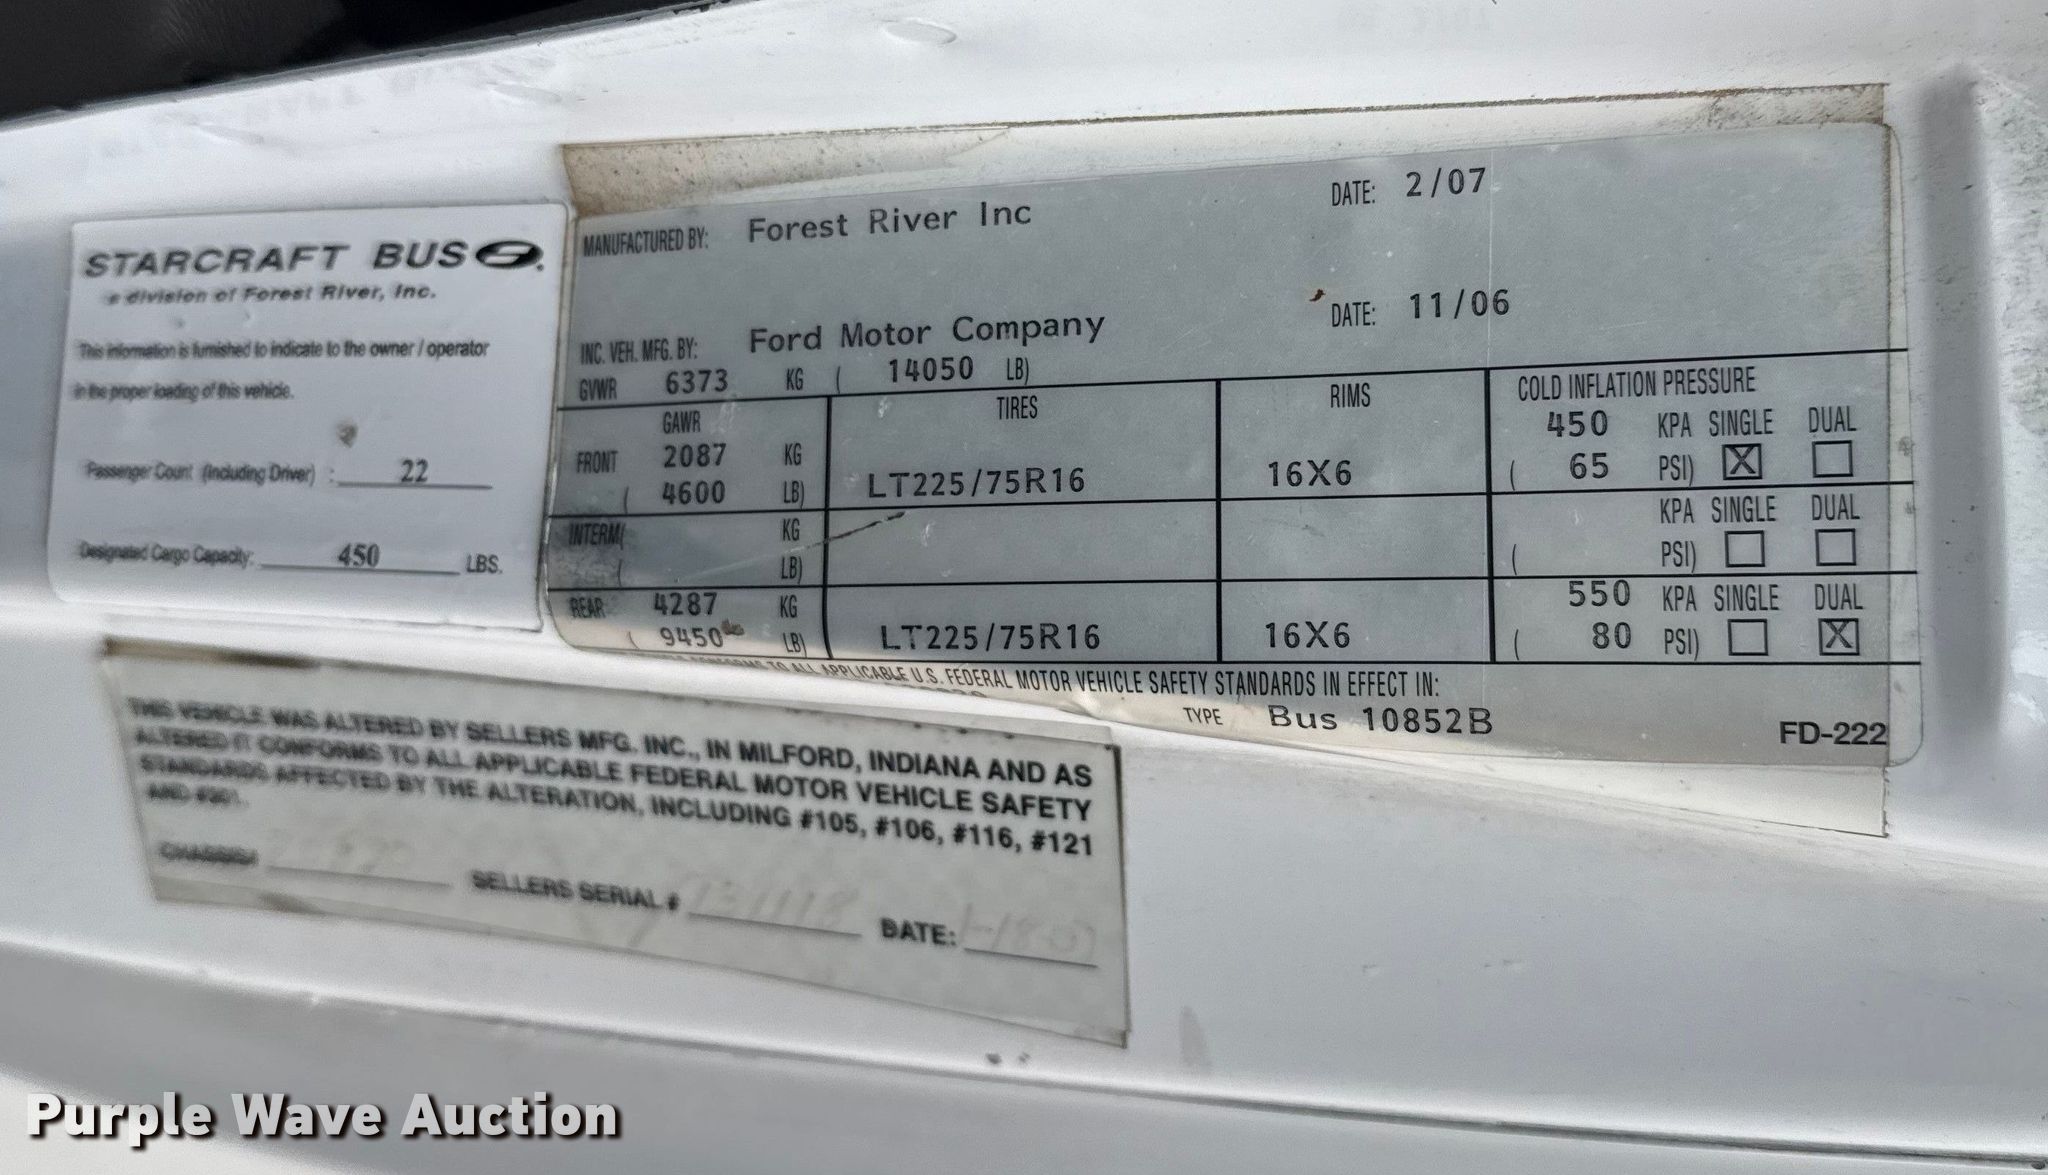 STARCRAFT BUS
a division of Forest River, Inc.
This information is furnished to indicate to the owner / operator
in the proper loading of this vehicle.
Passenger Count (Including Driver) : 22
Designated Cargo Capacity: 450 LBS.
MANUFACTURED BY: Forest River Inc DATE: 2/07
INC. VEH. MFG. BY: Ford Motor Company DATE: 11/06
GVWR 6373 KG ( 14050 LB)
GAWR TIRES RIMS COLD INFLATION PRESSURE
FRONT 2087 KG LT225/75R16 16X6 450 KPA SINGLE DUAL
( 4600 LB) ( 65 PSI) X
INTERM( KG KPA SINGLE DUAL
( LB) ( PSI)
REAR 4287 KG LT225/75R16 16X6 550 KPA SINGLE DUAL
( 9450 LB) ( 80 PSI) X
CONFORMS TO ALL APPLICABLE U.S. FEDERAL MOTOR VEHICLE SAFETY STANDARDS IN EFFECT IN:
TYPE Bus 10852B FD-222
THIS VEHICLE WAS ALTERED BY SELLERS MFG. INC., IN MILFORD, INDIANA AND AS
ALTERED IT CONFORMS TO ALL APPLICABLE FEDERAL MOTOR VEHICLE SAFETY
STANDARDS AFFECTED BY THE ALTERATION, INCLUDING #105, #106, #116, #121
AND #301.
CHASSIS# SELLERS SERIAL # DATE:
Purple Wave Auction